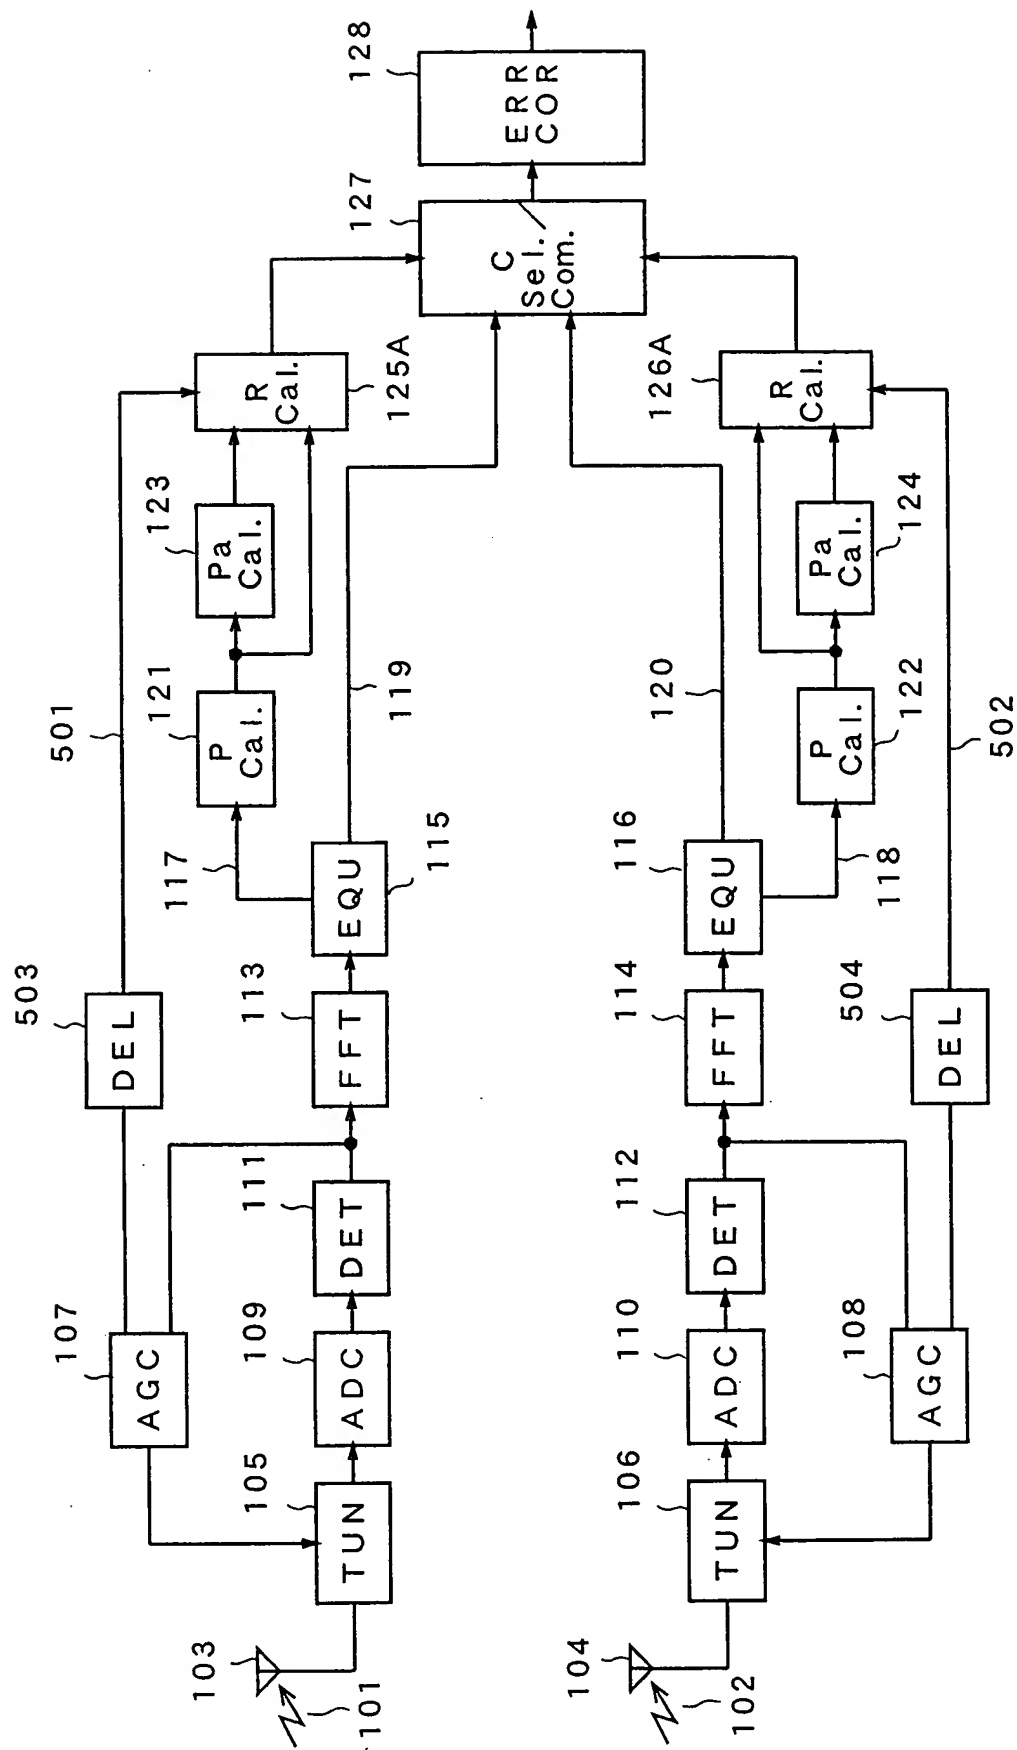 101
103
TUN
105
AGC
107
ADC
109
DET
111
DEL
503
FFT
113
EQU
115
117
501
P
Cal.
121
119
Pa
Cal.
123
R
Cal.
125A
C
Sel.
Com.
127
ERR
COR
128
102
104
TUN
106
ADC
110
AGC
108
DET
112
FFT
114
DEL
504
EQU
116
118
120
P
Cal.
122
502
Pa
Cal.
124
R
Cal.
126A